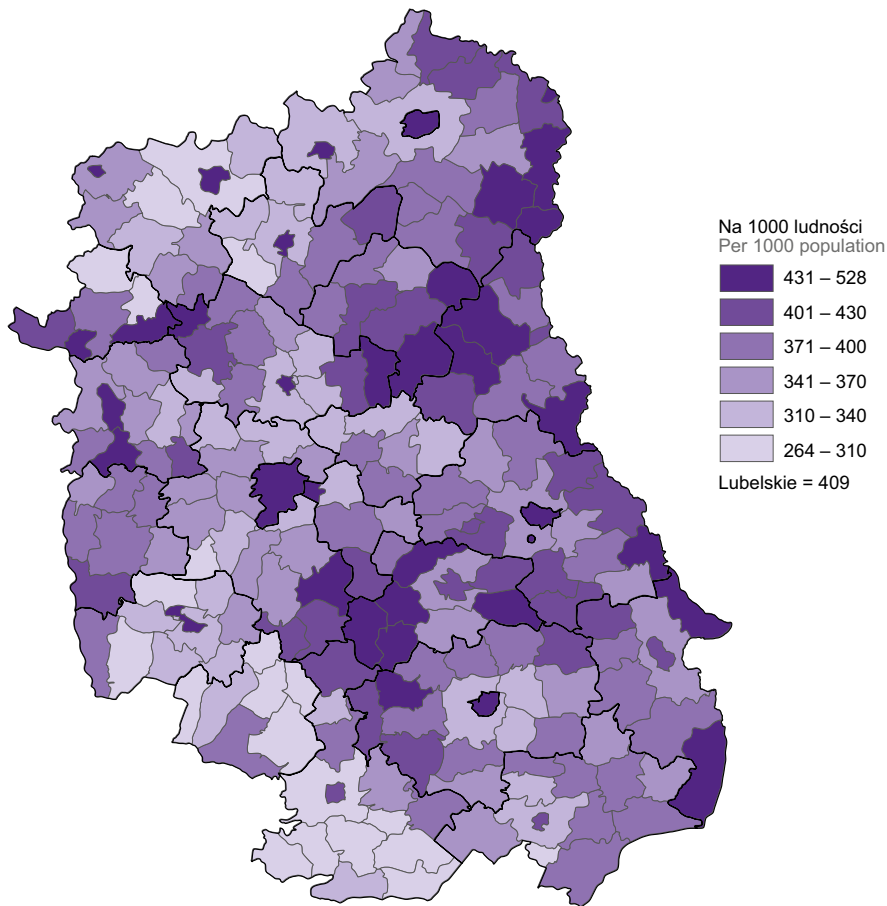 Na 1000 ludności
Per 1000 population
431 – 528
401 – 430
371 – 400
341 – 370
310 – 340
264 – 310
Lubelskie = 409